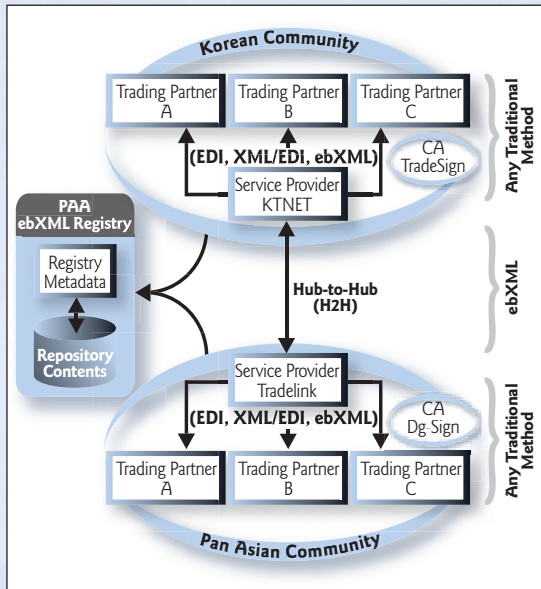 Korean Community
Trading Partner
A
Trading Partner
B
Trading Partner
C
(EDI, XML/EDI, ebXML)
CA
TradeSign
Service Provider
KTNET
Any Traditional
Method
PAA
ebXML Registry
Registry
Metadata
Repository
Contents
Hub-to-Hub
(H2H)
ebXML
Service Provider
Tradelink
(EDI, XML/EDI, ebXML)
CA
Dg-Sign
Trading Partner
A
Trading Partner
B
Trading Partner
C
Any Traditional
Method
Pan Asian Community